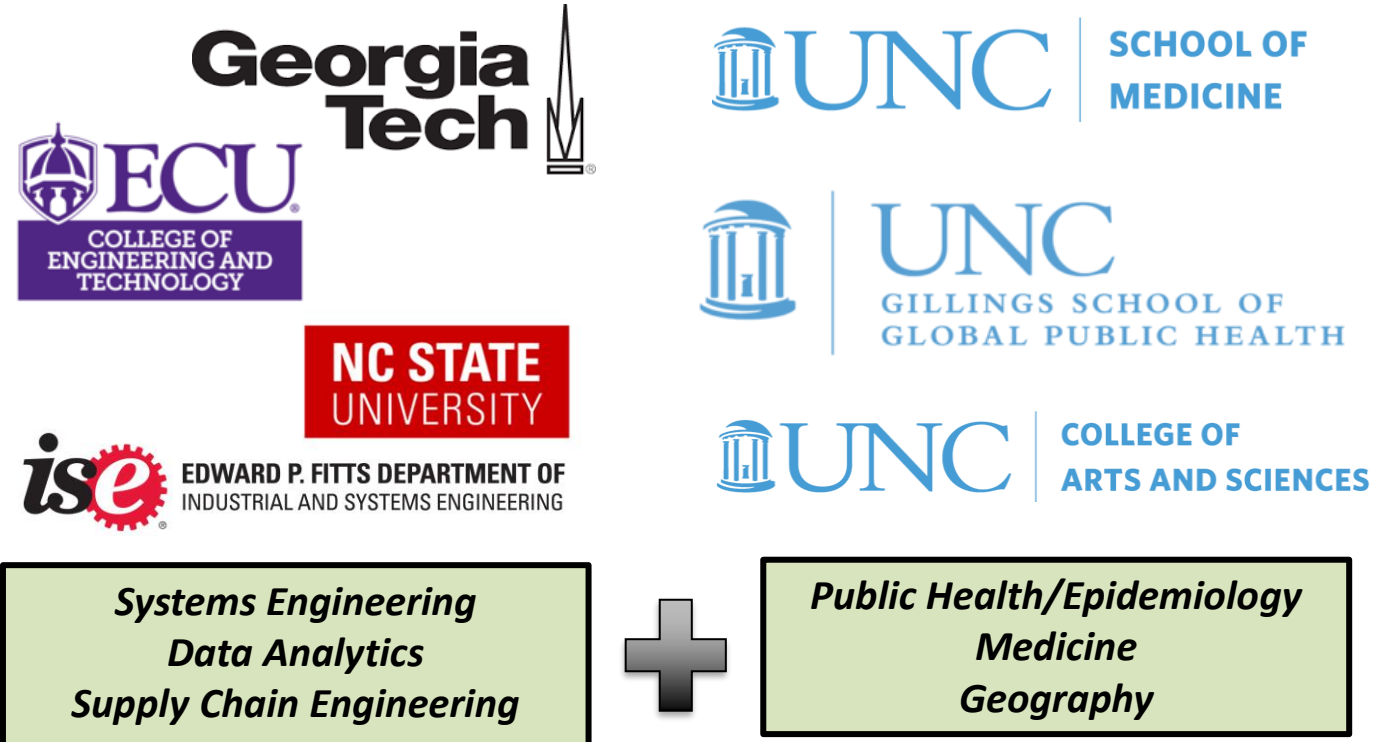 Georgia
Tech
®
ECU®
COLLEGE OF
ENGINEERING AND
TECHNOLOGY
NC STATE
UNIVERSITY
ise®
EDWARD P. FITTS DEPARTMENT OF
INDUSTRIAL AND SYSTEMS ENGINEERING
UNC
SCHOOL OF
MEDICINE
UNC
GILLINGS SCHOOL OF
GLOBAL PUBLIC HEALTH
UNC
COLLEGE OF
ARTS AND SCIENCES
Systems Engineering
Data Analytics
Supply Chain Engineering
Public Health/Epidemiology
Medicine
Geography